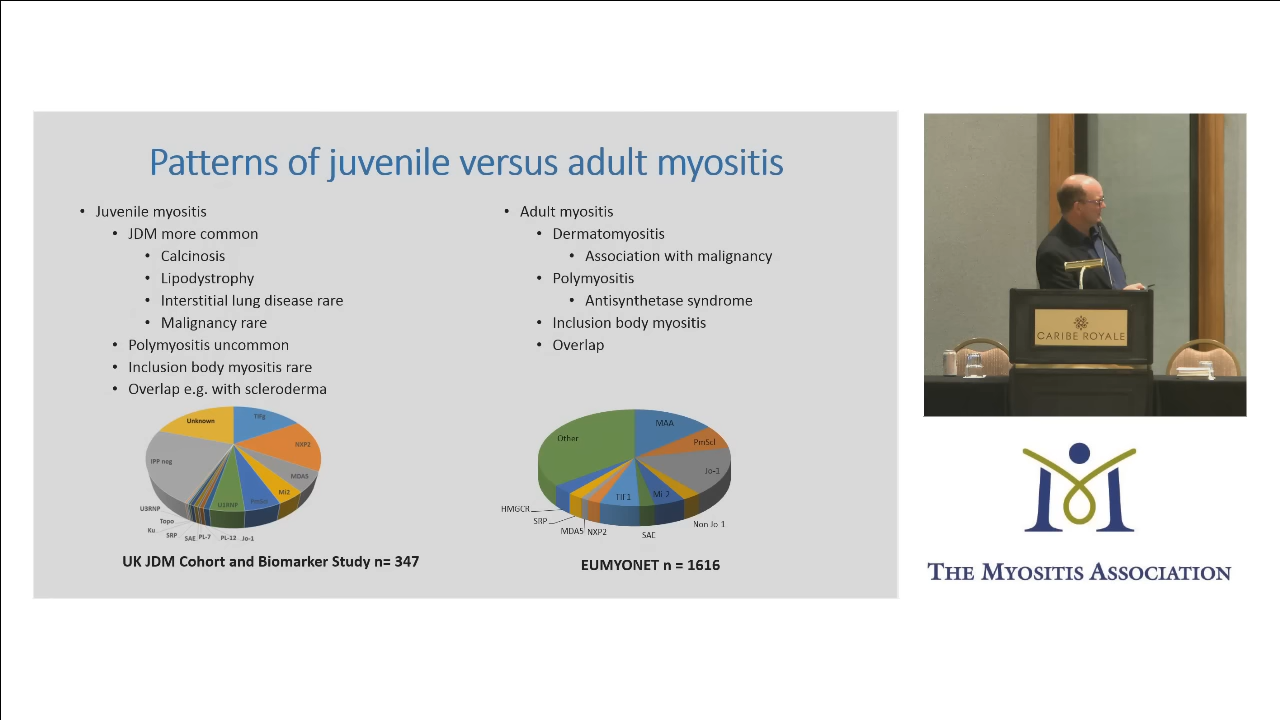 Patterns of juvenile versus adult myositis
• Juvenile myositis
• JDM more common
• Calcinosis
• Lipodystrophy
• Interstitial lung disease rare
• Malignancy rare
• Polymyositis uncommon
• Inclusion body myositis rare
• Overlap e.g. with scleroderma
• Adult myositis
• Dermatomyositis
• Association with malignancy
• Polymyositis
• Antisynthetase syndrome
• Inclusion body myositis
• Overlap
Unknown
TIFg
NXP2
MDA5
Mi2
U1RNP
IPP neg
U3RNP
Topo
Ku
SRP
SAE
PL-7
PL-12
Jo-1
UK JDM Cohort and Biomarker Study n= 347
Other
MAA
PmScl
Jo-1
Non Jo 1
Mi 2
SAE
TIF1
NXP2
MDA5
SRP
HMGCR
EUMYONET n = 1616
CARIBE ROYALE
THE MYOSITIS ASSOCIATION